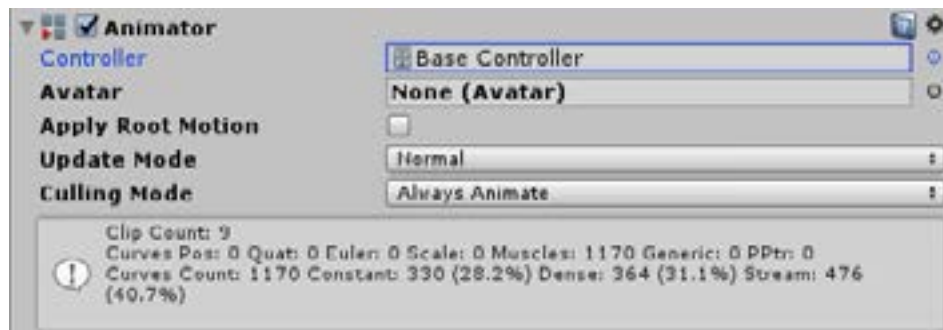 Animator
Controller Base Controller
Avatar None (Avatar)
Apply Root Motion
Update Mode Normal
Culling Mode Always Animate
Clip Count: 9
Curves Pos: 0 Quat: 0 Euler: 0 Scale: 0 Muscles: 1170 Generic: 0 PPtr: 0
Curves Count: 1170 Constant: 330 (28.2%) Dense: 364 (31.1%) Stream: 476
(40.7%)